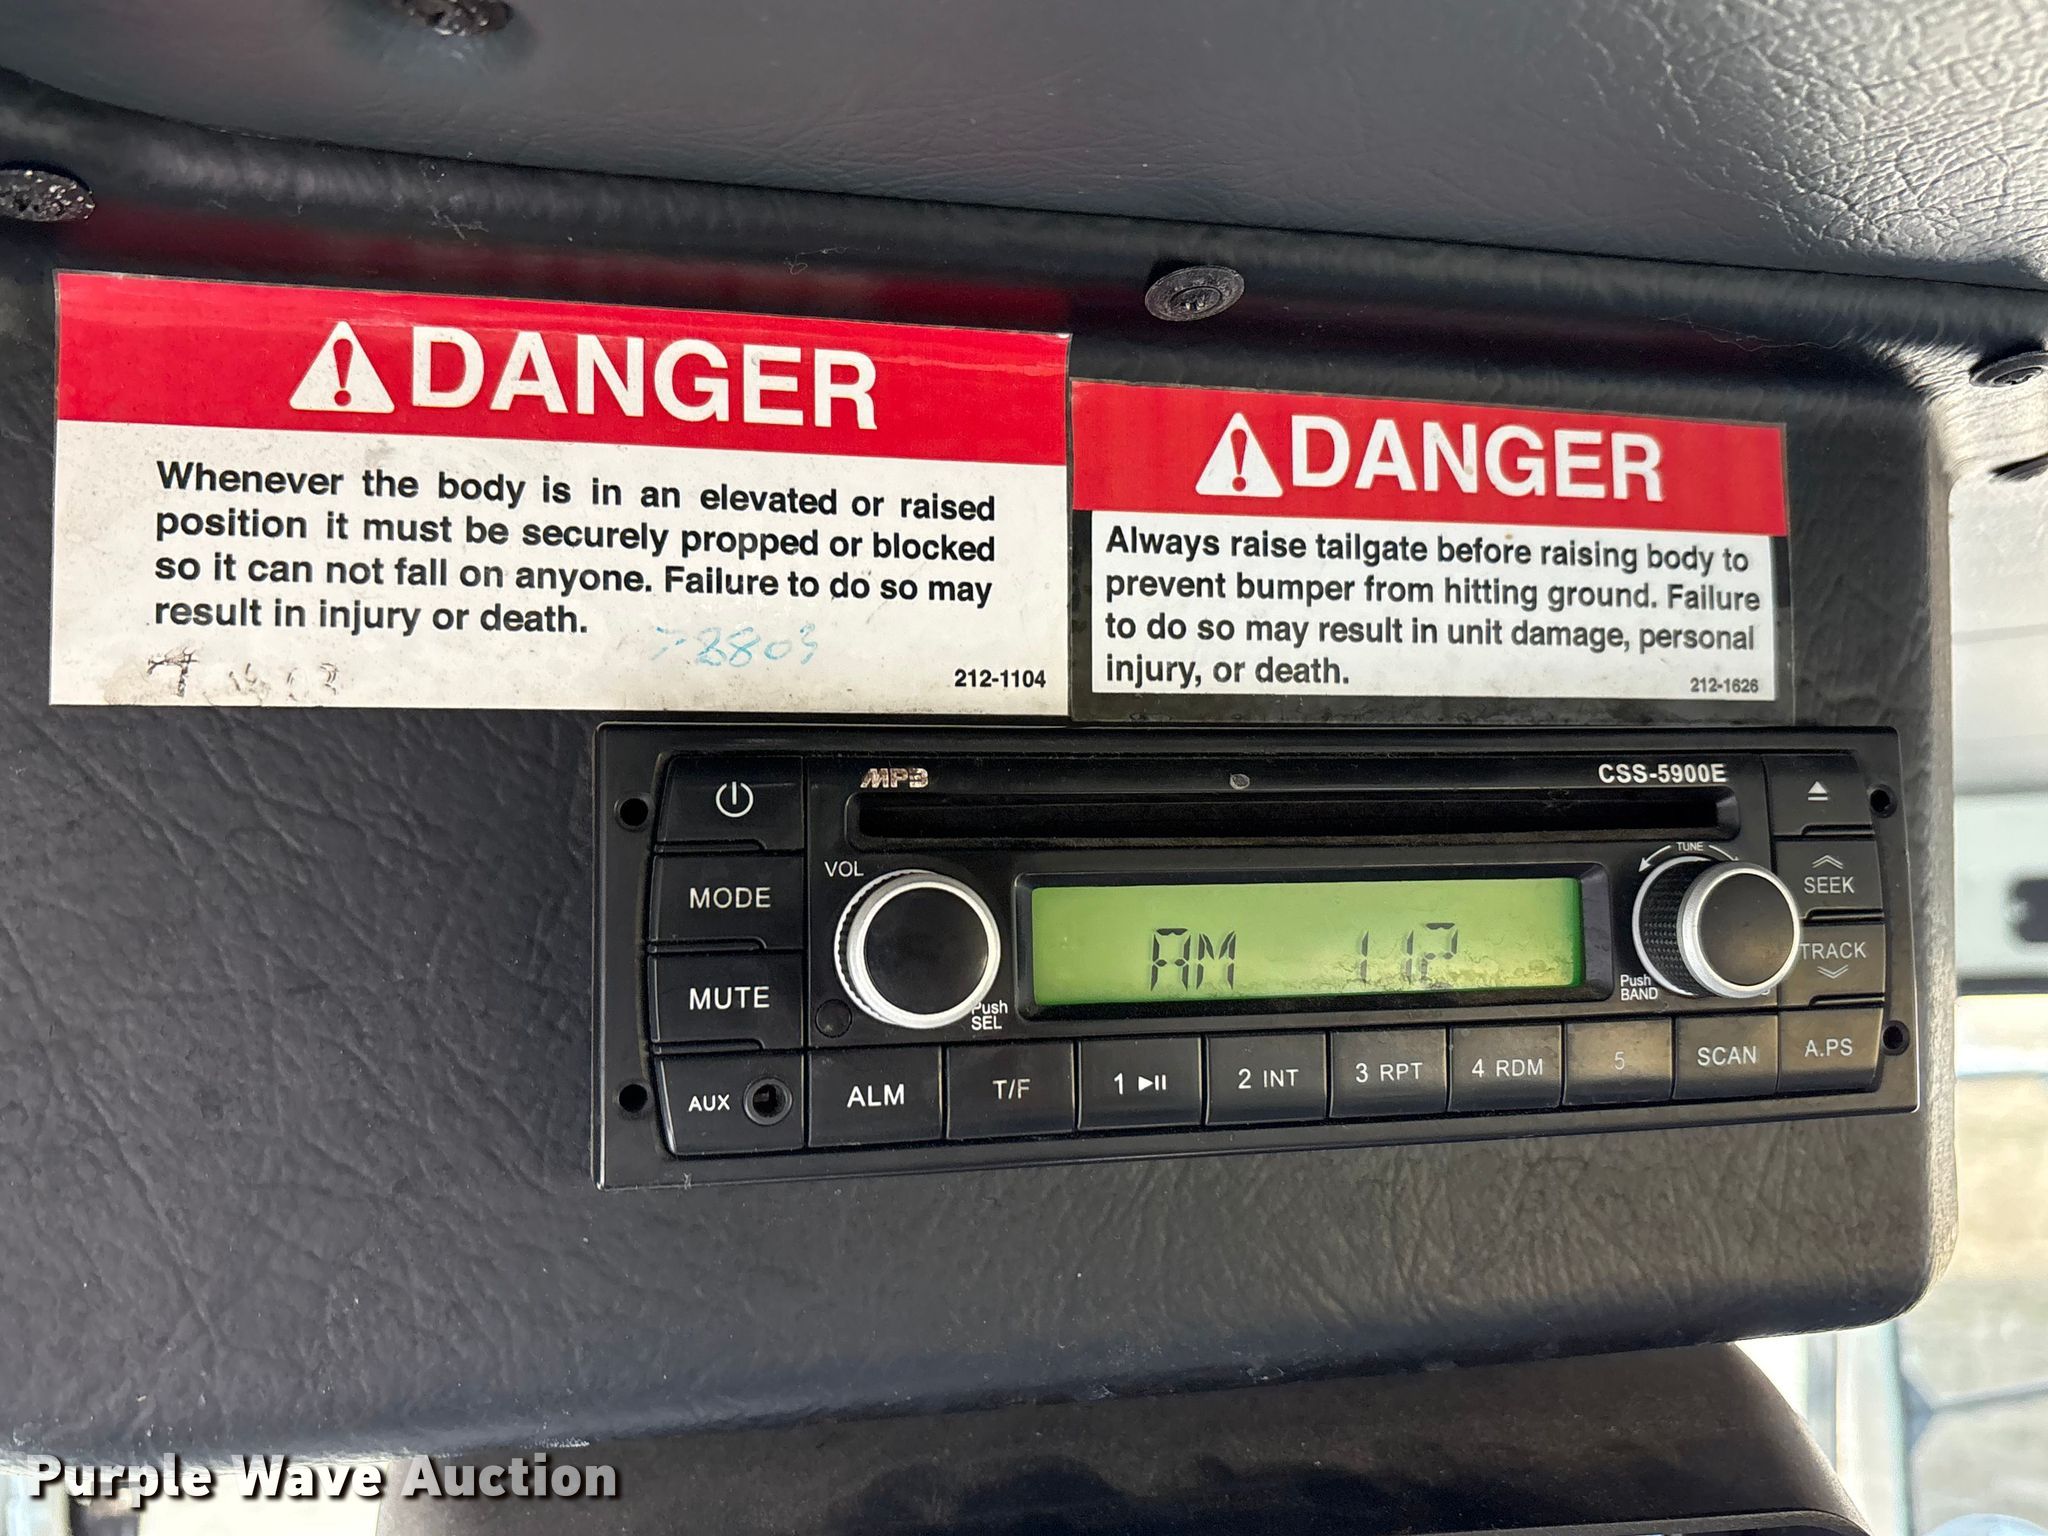 DANGER
Whenever the body is in an elevated or raised
position it must be securely propped or blocked
so it can not fall on anyone. Failure to do so may
result in injury or death.
78803
212-1104
DANGER
Always raise tailgate before raising body to
prevent bumper from hitting ground. Failure
to do so may result in unit damage, personal
injury, or death.
212-1626
MP3
CSS-5900E
VOL
TUNE
SEEK
MODE
AM 112
TRACK
MUTE
Push
SEL
Push
BAND
AUX
ALM
T/F
1
2 INT
3 RPT
4 RDM
5
SCAN
A.PS
Purple Wave Auction